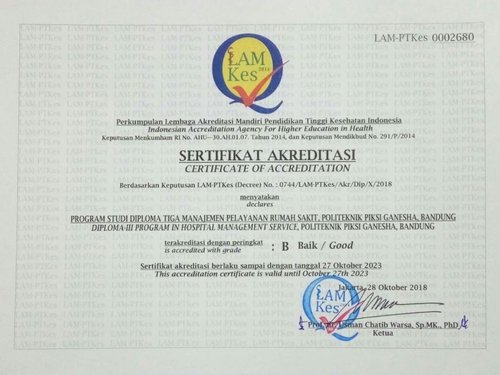 LAM-PTKes 0002680
LAM
PTKes 2014
Perkumpulan Lembaga Akreditasi Mandiri Pendidikan Tinggi Kesehatan Indonesia
Indonesian Accreditation Agency For Higher Education in Health
Keputusan Menkumham RI No. AHU-30.AH.01.07. Tahun 2014, dan Keputusan Mendikbud No. 291/P/2014
SERTIFIKAT AKREDITASI
CERTIFICATE OF ACCREDITATION
Berdasarkan Keputusan LAM-PTKes (Decree) No. : 0744/LAM-PTKes/Akr/Dip/X/2018
menyatakan
declares
PROGRAM STUDI DIPLOMA TIGA MANAJEMEN PELAYANAN RUMAH SAKIT, POLITEKNIK PIKSI GANESHA, BANDUNG
DIPLOMA-III PROGRAM IN HOSPITAL MANAGEMENT SERVICE, POLITEKNIK PIKSI GANESHA, BANDUNG
terakreditasi dengan peringkat : B Baik / Good
is accredited with grade
Sertifikat akreditasi berlaku sampai dengan tanggal 27 Oktober 2023
This accreditation certificate is valid until October 27th 2023
Jakarta, 28 Oktober 2018
LAM
PTKes
Prof. dr. Usman Chatib Warsa, Sp.MK., PhD
Ketua